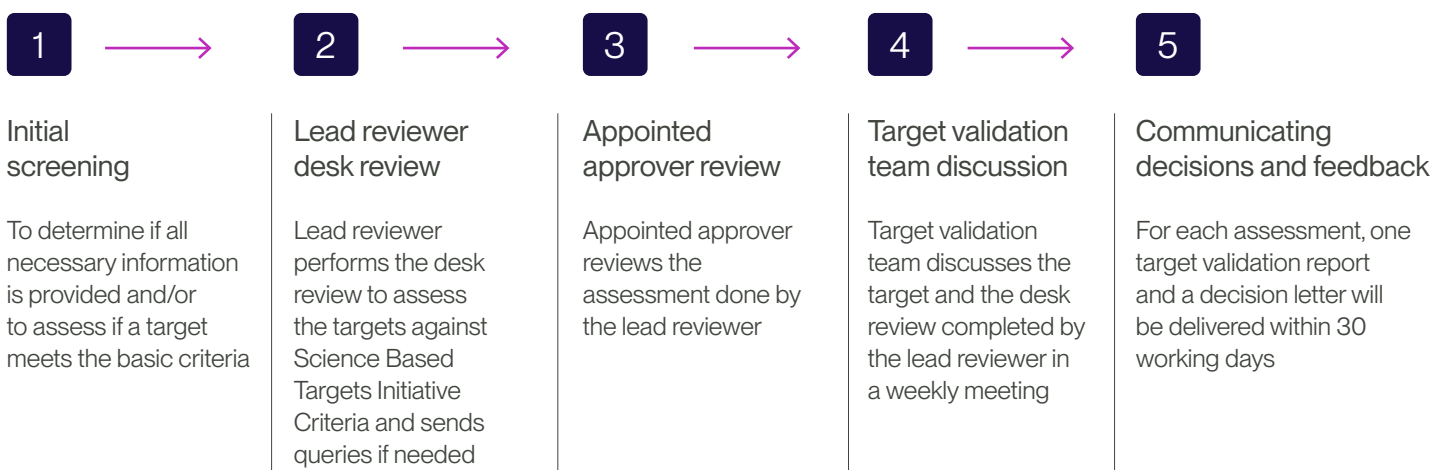 1
2
3
4
5
Initial
screening
To determine if all
necessary information
is provided and/or
to assess if a target
meets the basic criteria
Lead reviewer
desk review
Lead reviewer
performs the desk
review to assess
the targets against
Science Based
Targets Initiative
Criteria and sends
queries if needed
Appointed
approver review
Appointed approver
reviews the
assessment done by
the lead reviewer
Target validation
team discussion
Target validation
team discusses the
target and the desk
review completed by
the lead reviewer in
a weekly meeting
Communicating
decisions and feedback
For each assessment, one
target validation report
and a decision letter will
be delivered within 30
working days